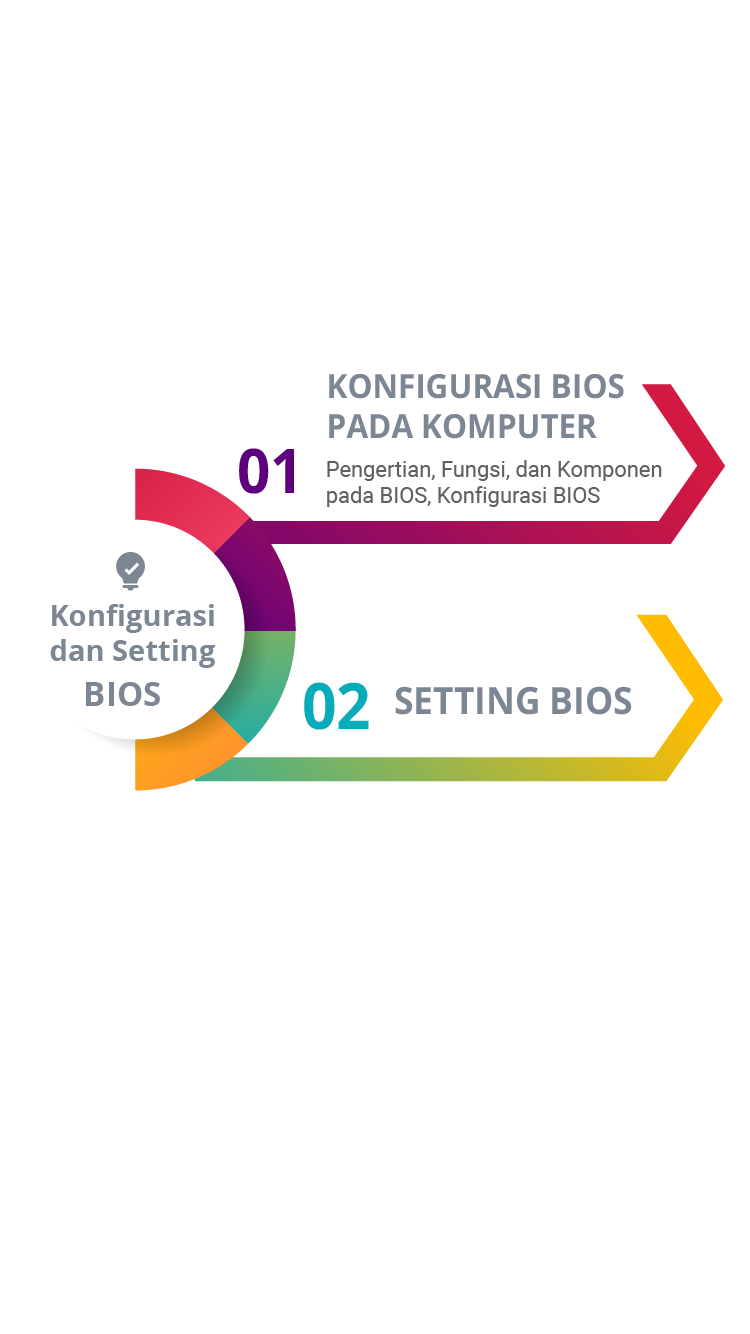 Konfigurasi
dan Setting
BIOS
01
KONFIGURASI BIOS
PADA KOMPUTER
Pengertian, Fungsi, dan Komponen
pada BIOS, Konfigurasi BIOS
02
SETTING BIOS